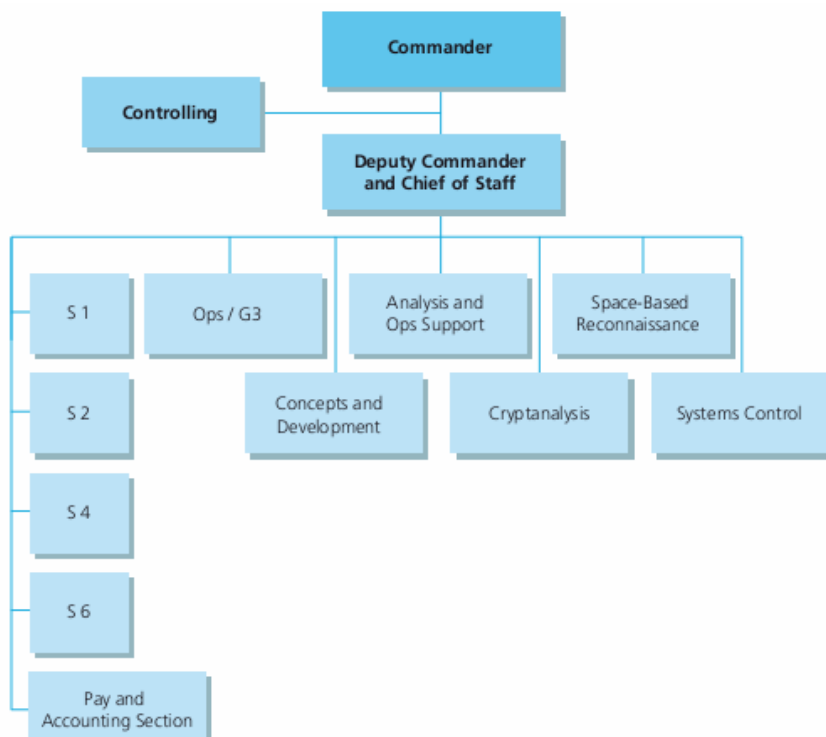 Commander
Controlling
Deputy Commander
and Chief of Staff
S 1
Ops / G3
Analysis and
Ops Support
Space-Based
Reconnaissance
S 2
Concepts and
Development
Cryptanalysis
Systems Control
S 4
S 6
Pay and
Accounting Section